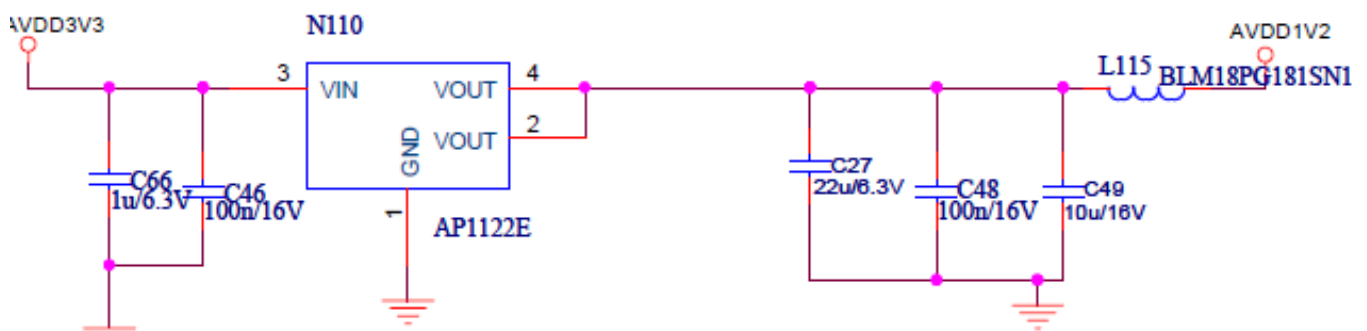 AVDD3V3
N110
AVDD1V2
L115
BLM18PG181SN1
3
VIN
VOUT
4
VOUT
2
GND
1
AP1122E
C66
1u/6.3V
C46
100n/16V
C27
22u/6.3V
C48
100n/16V
C49
10u/16V